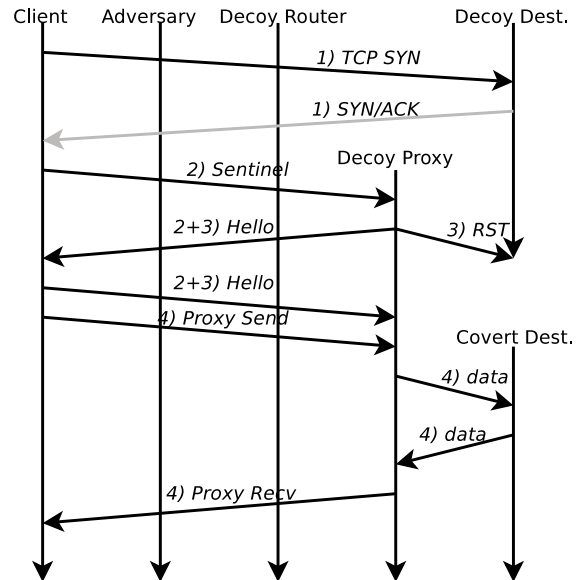 Client Adversary Decoy Router Decoy Dest.
1) TCP SYN
1) SYN/ACK
Decoy Proxy
2) Sentinel
2+3) Hello
3) RST
2+3) Hello
4) Proxy Send
Covert Dest.
4) data
4) data
4) Proxy Recv